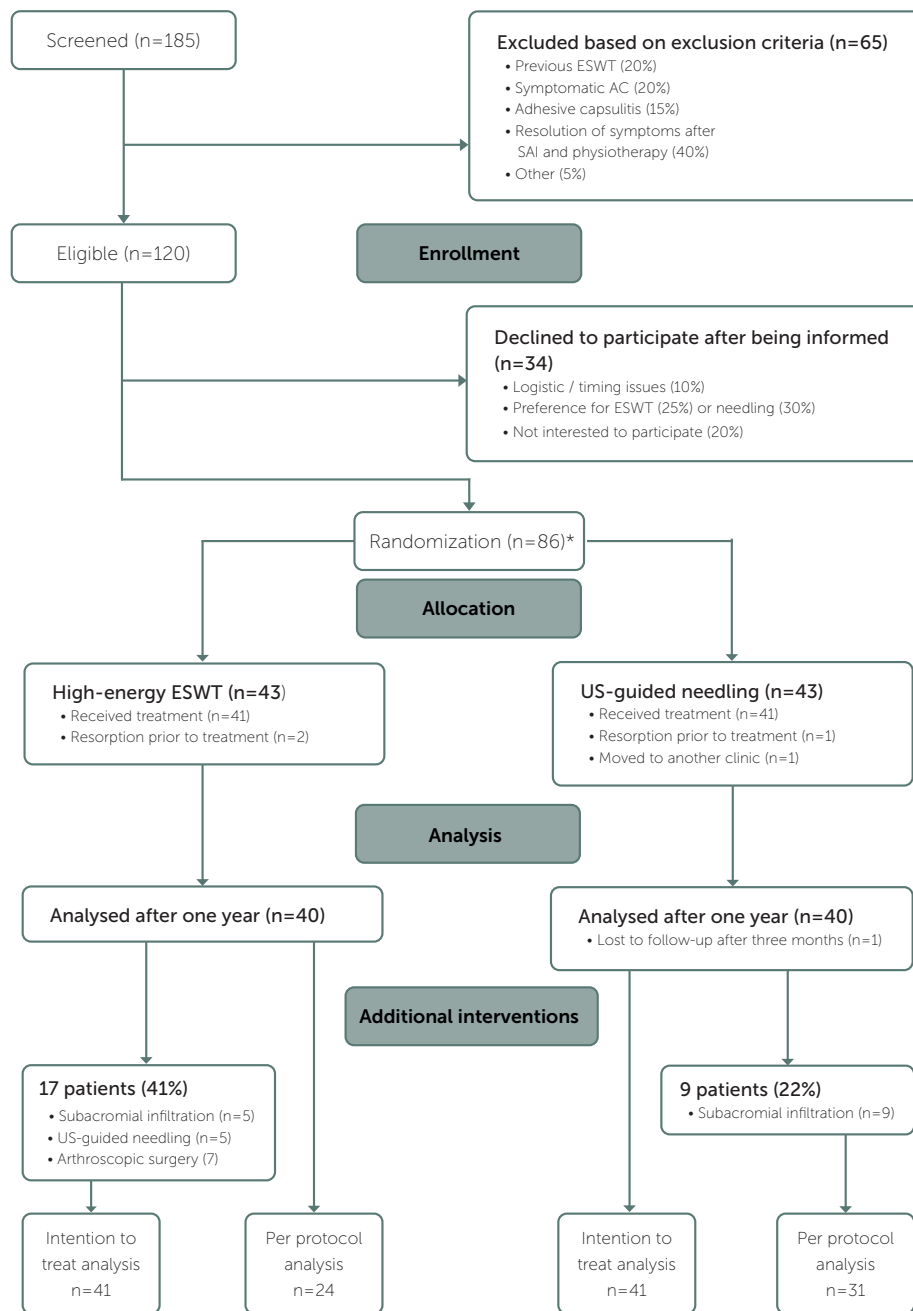 Screened (n=185)
Excluded based on exclusion criteria (n=65)
• Previous ESWT (20%)
• Symptomatic AC (20%)
• Adhesive capsulitis (15%)
• Resolution of symptoms after
SAI and physiotherapy (40%)
• Other (5%)
Eligible (n=120)
Enrollment
Declined to participate after being informed
(n=34)
• Logistic / timing issues (10%)
• Preference for ESWT (25%) or needling (30%)
• Not interested to participate (20%)
Randomization (n=86)*
Allocation
High-energy ESWT (n=43)
• Received treatment (n=41)
• Resorption prior to treatment (n=2)
US-guided needling (n=43)
• Received treatment (n=41)
• Resorption prior to treatment (n=1)
• Moved to another clinic (n=1)
Analysis
Analysed after one year (n=40)
Analysed after one year (n=40)
• Lost to follow-up after three months (n=1)
Additional interventions
17 patients (41%)
• Subacromial infiltration (n=5)
• US-guided needling (n=5)
• Arthroscopic surgery (7)
9 patients (22%)
• Subacromial infiltration (n=9)
Intention to
treat analysis
n=41
Per protocol
analysis
n=24
Intention to
treat analysis
n=41
Per protocol
analysis
n=31